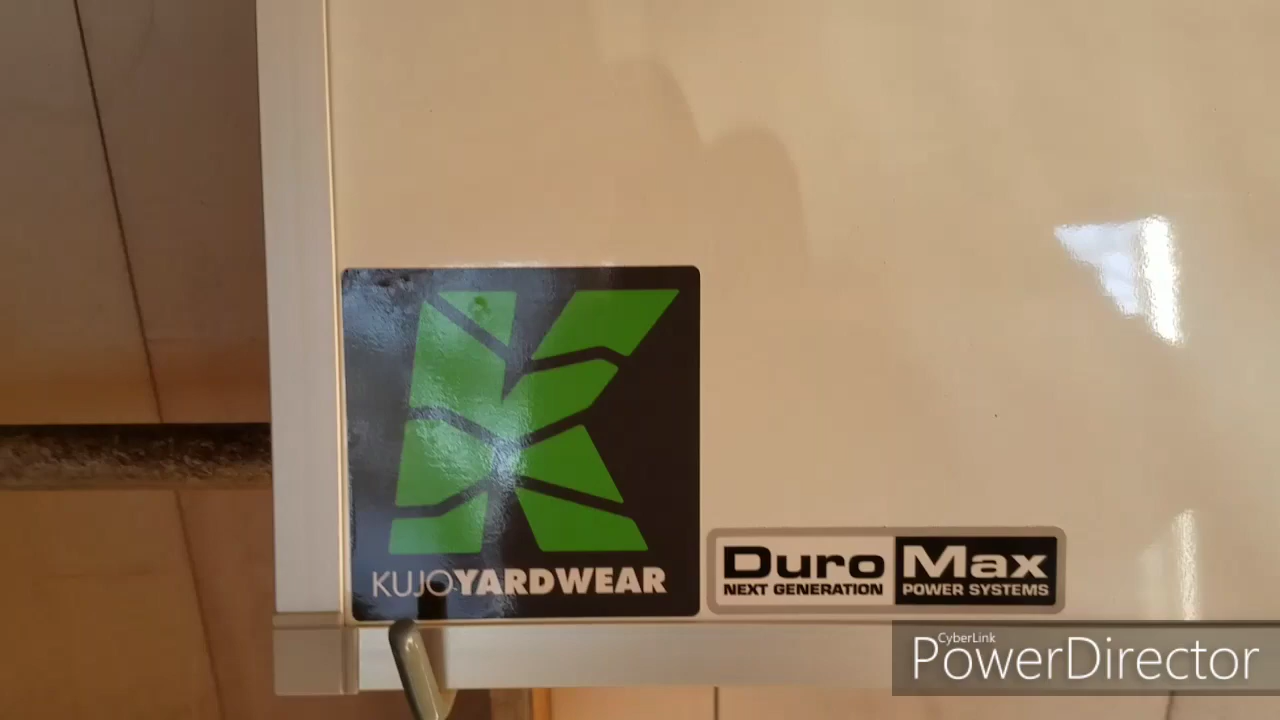 K
KUJOYARDWEAR
Duro Max
NEXT GENERATION POWER SYSTEMS
CyberLink
PowerDirector